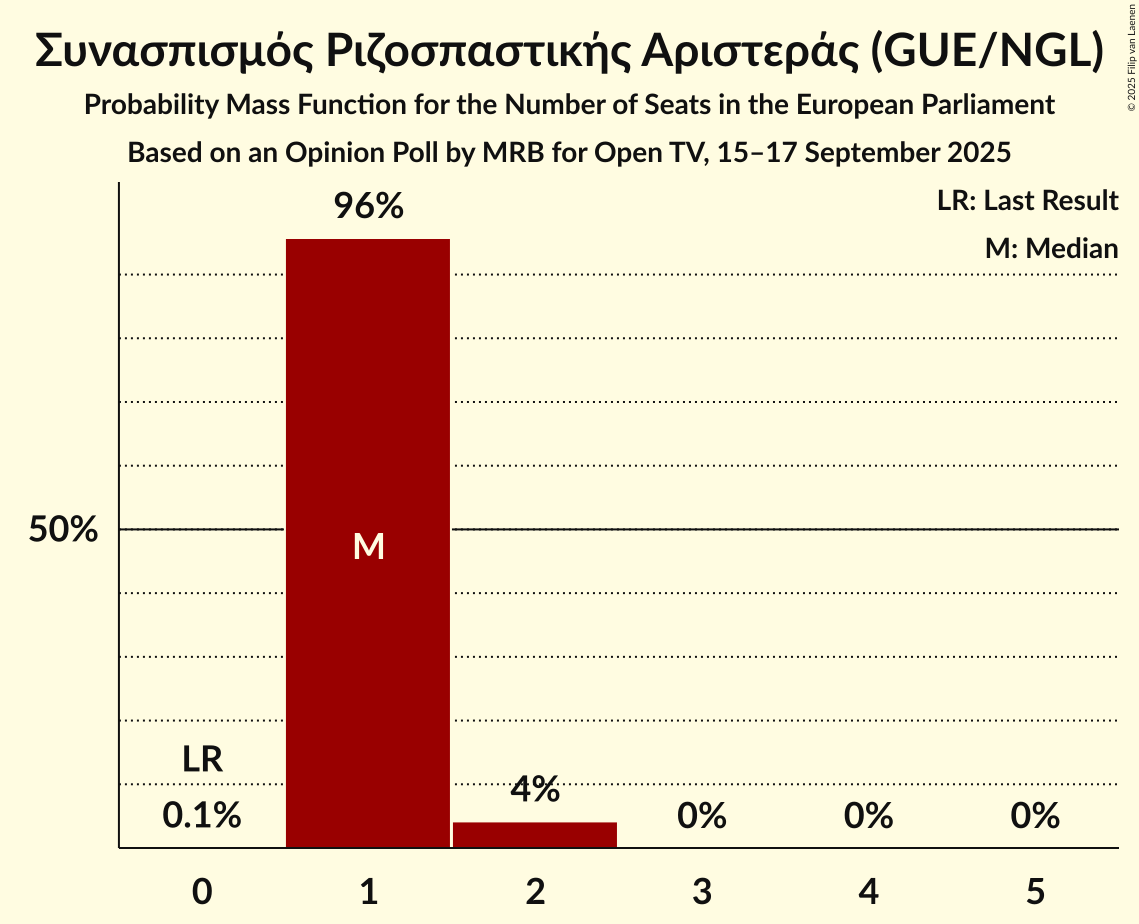 Συνασπισμός Ριζοσπαστικής Αριστεράς (GUE/NGL)
Probability Mass Function for the Number of Seats in the European Parliament
Based on an Opinion Poll by MRB for Open TV, 15–17 September 2025
© 2025 Filip van Laenen
LR: Last Result
M: Median
96%
50%
M
LR
0.1%
4%
0%
0%
0%
0
1
2
3
4
5